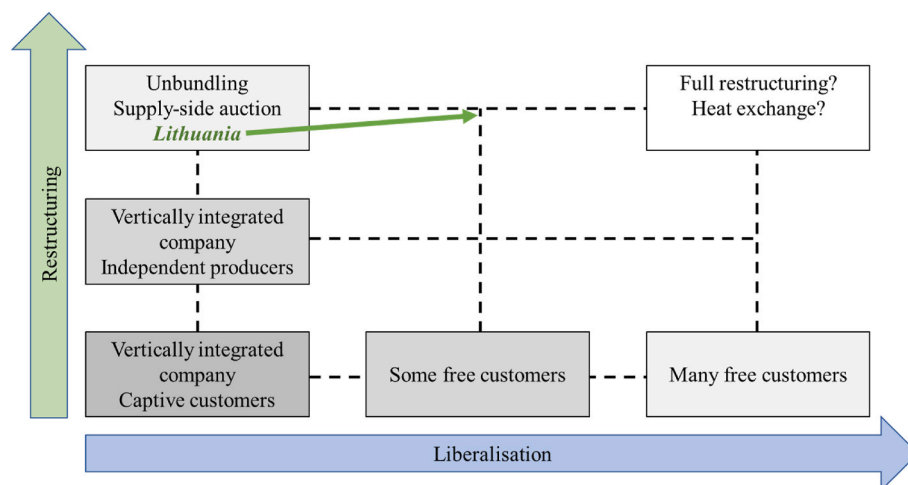 Restructuring
Unbundling
Supply-side auction
Lithuania
Full restructuring?
Heat exchange?
Vertically integrated
company
Independent producers
Vertically integrated
company
Captive customers
Some free customers
Many free customers
Liberalisation